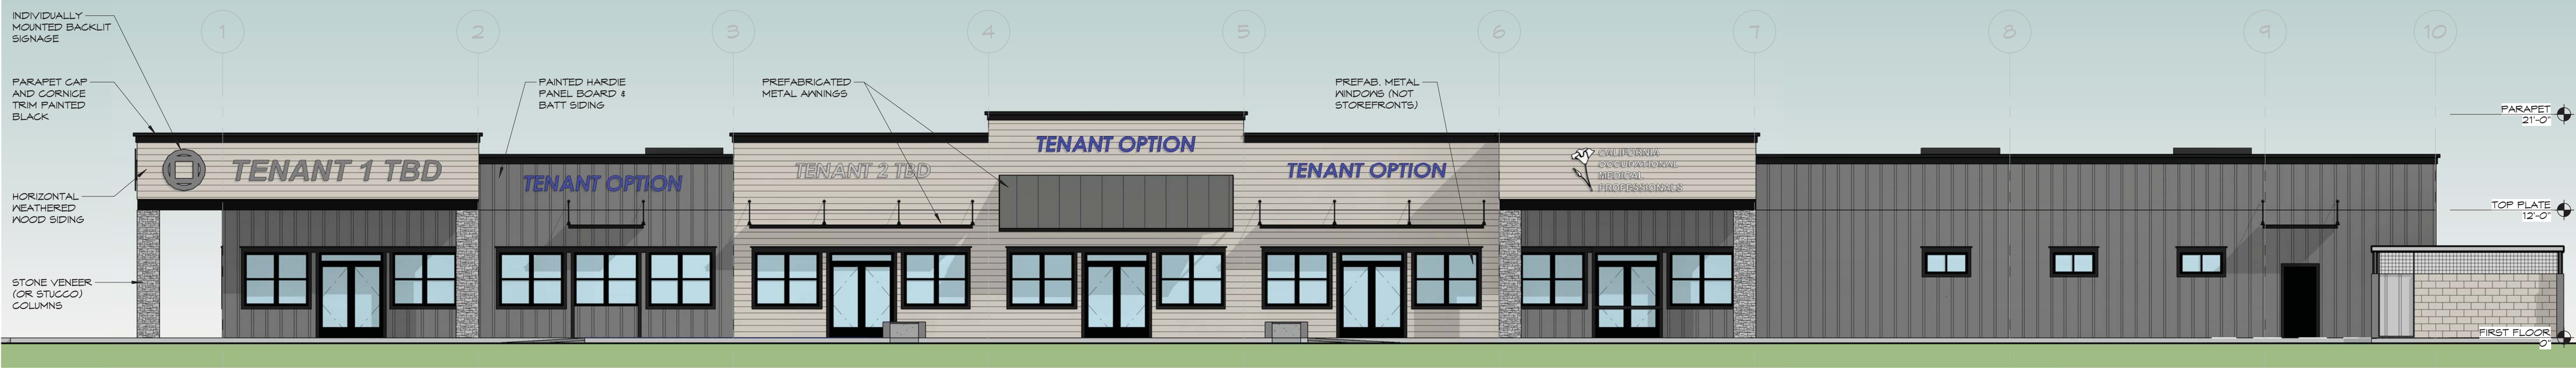 INDIVIDUALLY
MOUNTED BACKLIT
SIGNAGE
1
2
3
4
5
6
7
8
9
10
PARAPET CAP
AND CORNICE
TRIM PAINTED
BLACK
PAINTED HARDIE
PANEL BOARD &
BATT SIDING
PREFABRICATED
METAL AWNINGS
PREFAB. METAL
WINDOWS (NOT
STOREFRONTS)
PARAPET
21'-0"
TENANT 1 TBD
TENANT OPTION
TENANT 2 TBD
TENANT OPTION
TENANT OPTION
CALIFORNIA
OCCUPATIONAL
MEDICAL
PROFESSIONALS
HORIZONTAL
WEATHERED
WOOD SIDING
TOP PLATE
12'-0"
STONE VENEER
(OR STUCCO)
COLUMNS
FIRST FLOOR
0"